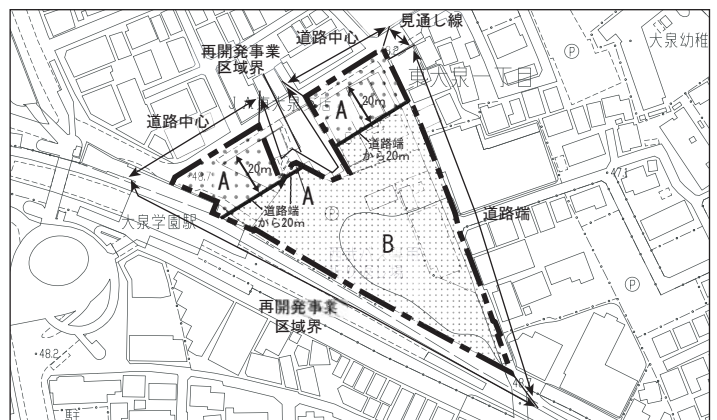 見通し線
道路中心
大泉幼稚
再開発事業
区域界
東大泉一丁目
A
20m
道路中心
道路端
から20m
47.1
20m
A
A
道路端
から20m
道路端
大泉学園駅
B
再開発事業
区域界
48.2
駐